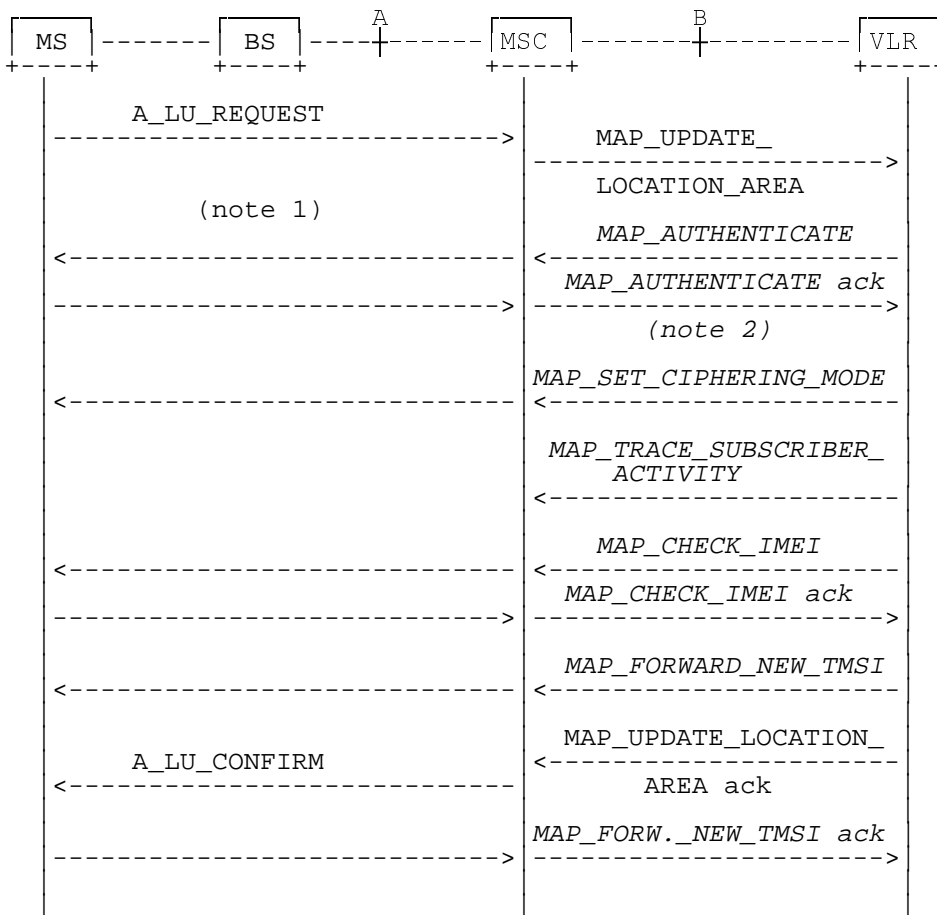 A B
MS BS MSC VLR
A_LU_REQUEST
MAP_UPDATE_
LOCATION_AREA
(note 1)
MAP_AUTHENTICATE
MAP_AUTHENTICATE ack
(note 2)
MAP_SET_CIPHERING_MODE
MAP_TRACE_SUBSCRIBER_
ACTIVITY
MAP_CHECK_IMEI
MAP_CHECK_IMEI ack
MAP_FORWARD_NEW_TMSI
MAP_UPDATE_LOCATION_
A_LU_CONFIRM
AREA ack
MAP_FORW._NEW_TMSI ack